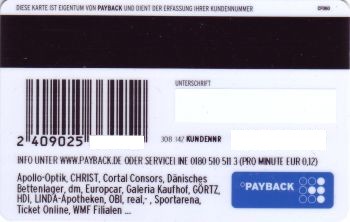 DIESE KARTE IST EIGENTUM VON PAYBACK UND DIENT DER ERFASSUNG IHRER KUNDENNUMMER
CF060
UNTERSCHRIFT
2 409025
308 142 KUNDENNR
INFO UNTER WWW.PAYBACK.DE ODER SERVICELINE 0180 510 511 3 (PRO MINUTE EUR 0,12)
Apollo-Optik, CHRIST, Cortal Consors, Dänisches
Bettenlager, dm, Europcar, Galeria Kaufhof, GÖRTZ,
HDI, LINDA-Apotheken, OBI, real,- , Sportarena,
Ticket Online, WMF Filialen ...
PAYBACK